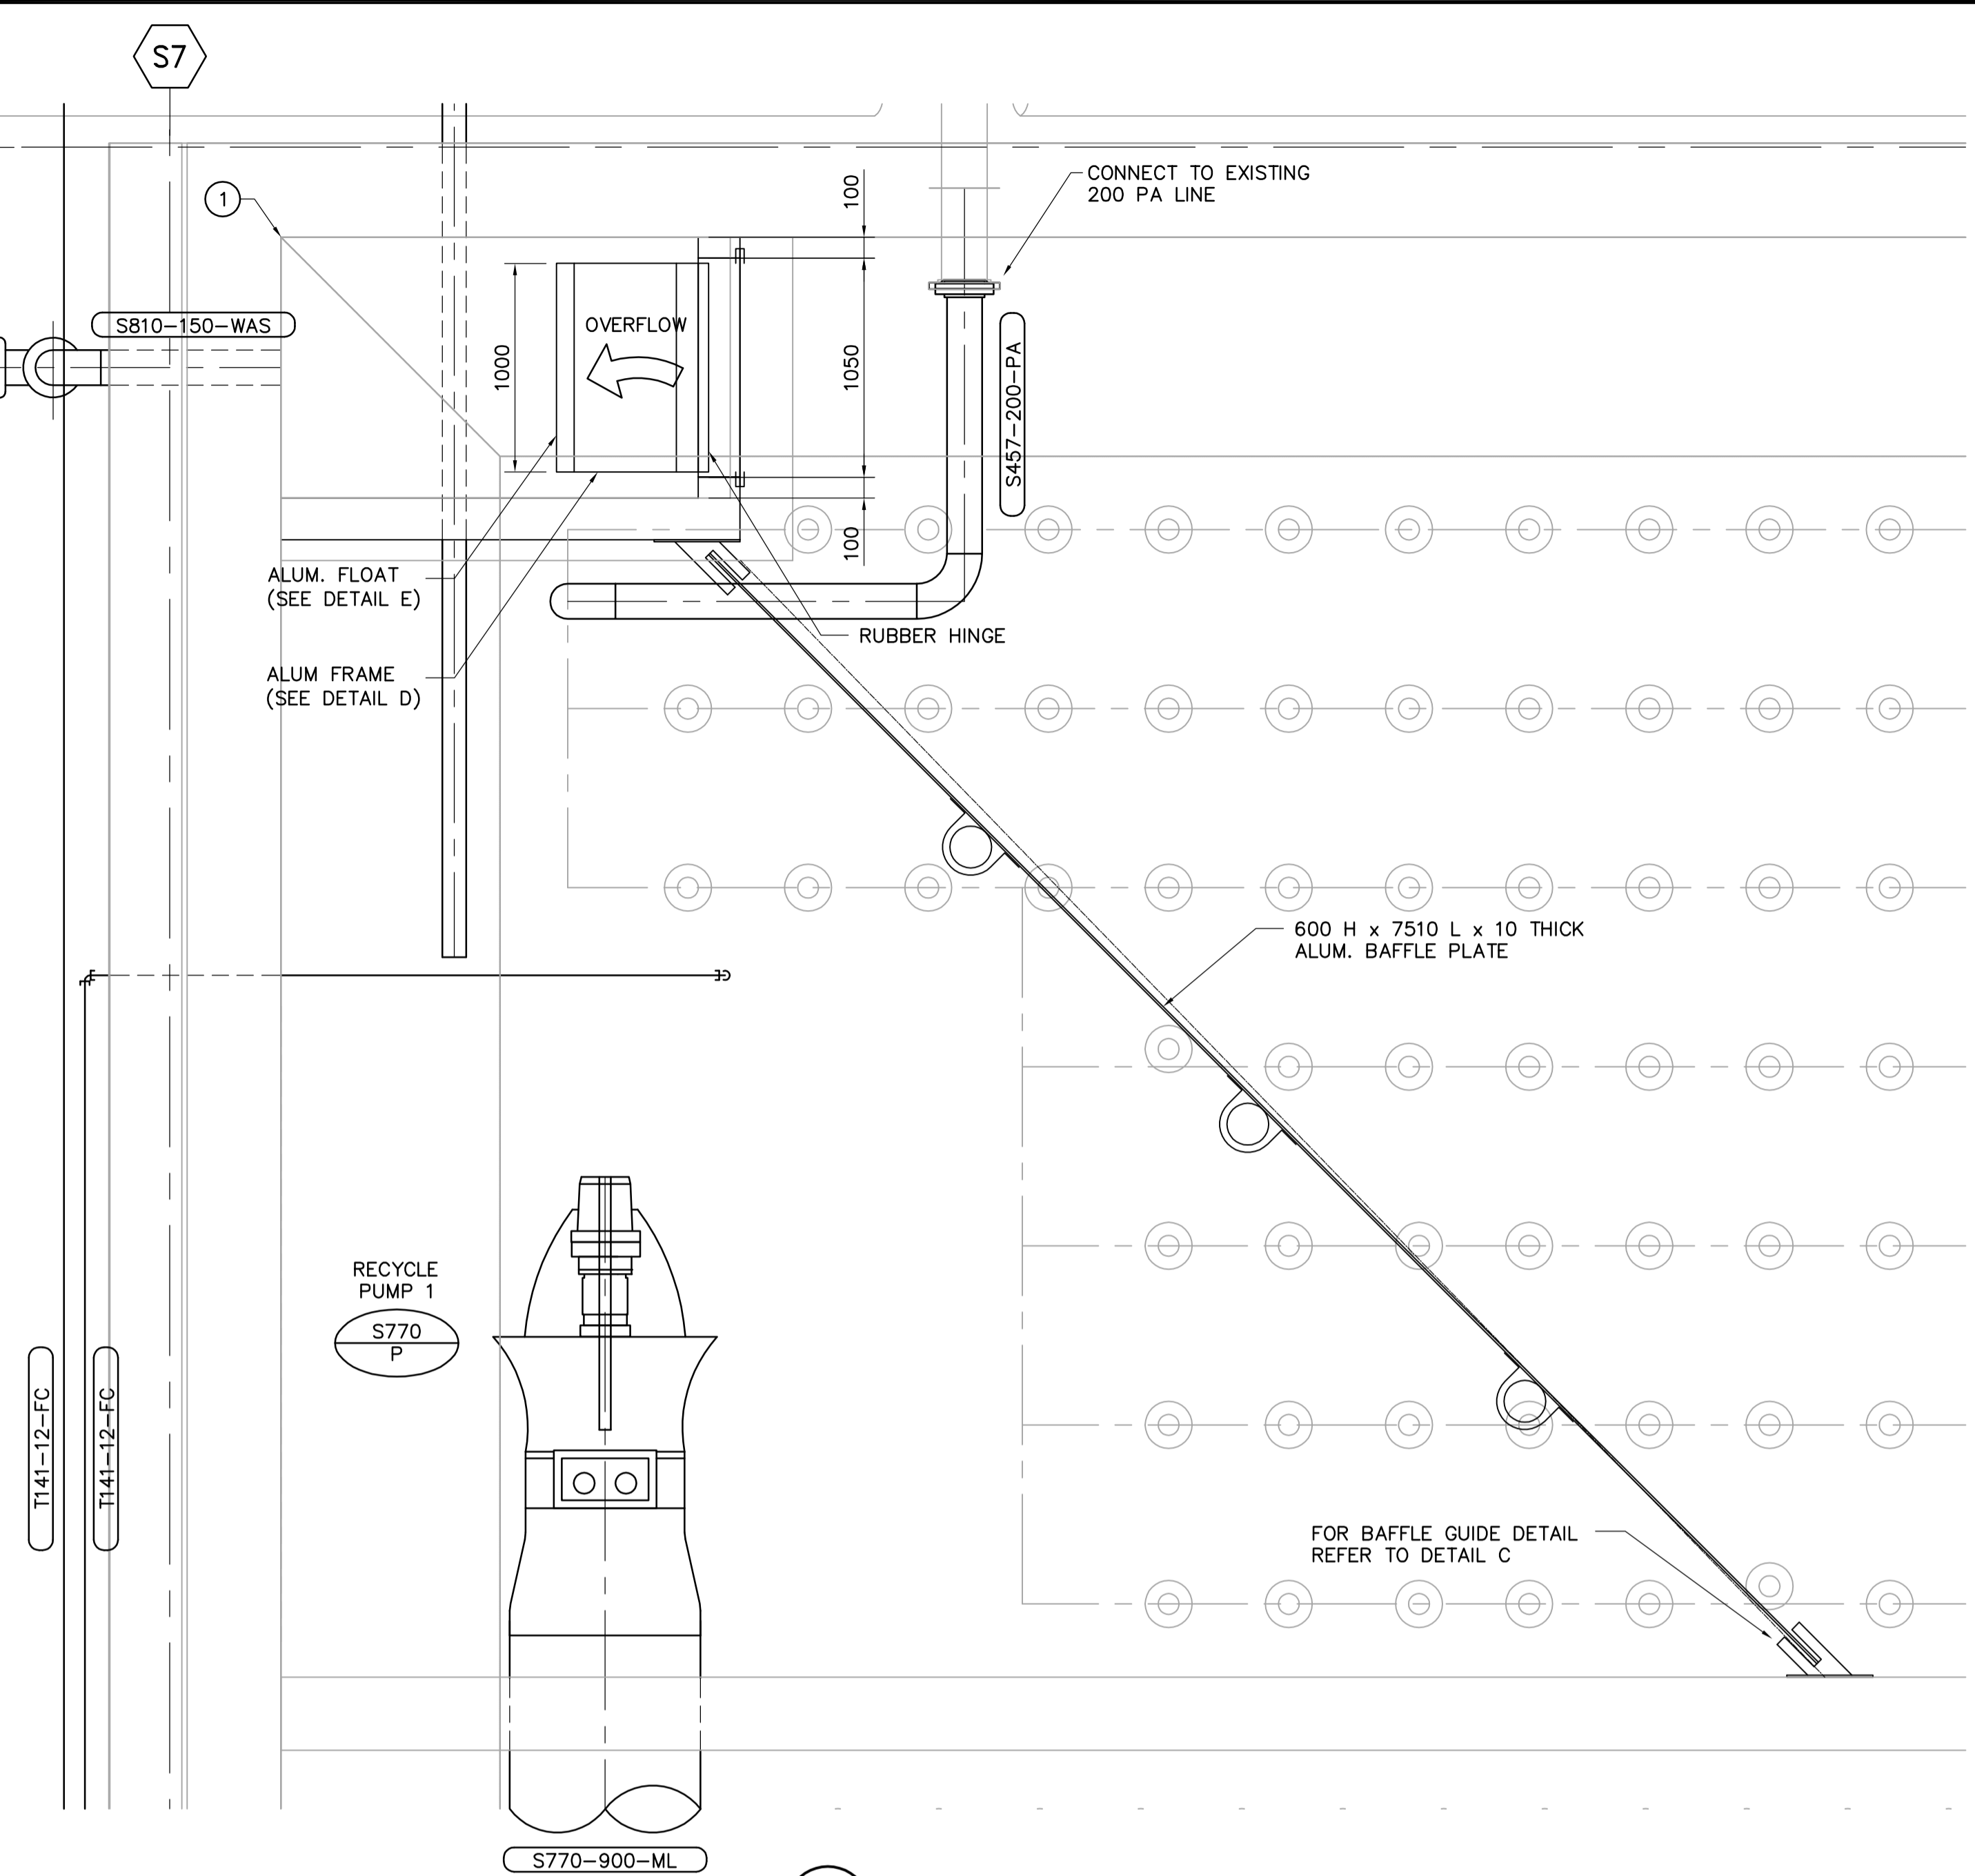 S7
1
CONNECT TO EXISTING
200 PA LINE
100
S810-150-WAS
OVERFLOW
1000
1050
S457-200-PA
100
ALUM. FLOAT
(SEE DETAIL E)
RUBBER HINGE
ALUM FRAME
(SEE DETAIL D)
600 H x 7510 L x 10 THICK
ALUM. BAFFLE PLATE
RECYCLE
PUMP 1
S770
P
T141-12-FC
T141-12-FC
FOR BAFFLE GUIDE DETAIL
REFER TO DETAIL C
S770-900-ML